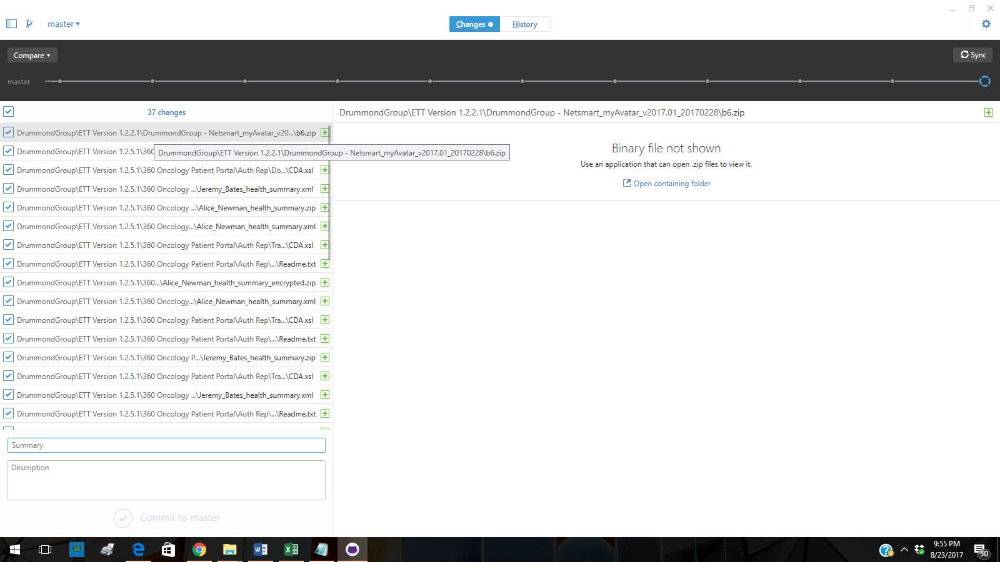 master
Changes
History
Compare
Sync
master
37 changes
DrummondGroup\ETT Version 1.2.2.1\DrummondGroup - Netsmart_myAvatar_v2017.01_20170228\b6.zip
DrummondGroup\ETT Version 1.2.2.1\DrummondGroup - Netsmart_myAvatar_v20...\b6.zip
DrummondGroup\ETT Version 1.2.5.1\360
DrummondGroup\ETT Version 1.2.2.1\DrummondGroup - Netsmart_myAvatar_v2017.01_20170228\b6.zip
DrummondGroup\ETT Version 1.2.5.1\360 Oncology Patient Portal\Auth Rep\Do...\CDA.xsl
DrummondGroup\ETT Version 1.2.5.1\360 Oncology ...\Jeremy_Bates_health_summary.xml
DrummondGroup\ETT Version 1.2.5.1\360 Oncology ...\Alice_Newman_health_summary.zip
DrummondGroup\ETT Version 1.2.5.1\360 Oncology...\Alice_Newman_health_summary.xml
DrummondGroup\ETT Version 1.2.5.1\360 Oncology Patient Portal\Auth Rep\Tra...\CDA.xsl
DrummondGroup\ETT Version 1.2.5.1\360 Oncology Patient Portal\Auth Rep\...\Readme.txt
DrummondGroup\ETT Version 1.2.5.1\360...\Alice_Newman_health_summary_encrypted.zip
DrummondGroup\ETT Version 1.2.5.1\360 Oncology...\Alice_Newman_health_summary.xml
DrummondGroup\ETT Version 1.2.5.1\360 Oncology Patient Portal\Auth Rep\Tra...\CDA.xsl
DrummondGroup\ETT Version 1.2.5.1\360 Oncology Patient Portal\Auth Rep\...\Readme.txt
DrummondGroup\ETT Version 1.2.5.1\360 Oncology P...\Jeremy_Bates_health_summary.zip
DrummondGroup\ETT Version 1.2.5.1\360 Oncology Patient Portal\Auth Rep\Tra...\CDA.xsl
DrummondGroup\ETT Version 1.2.5.1\360 Oncology ...\Jeremy_Bates_health_summary.xml
DrummondGroup\ETT Version 1.2.5.1\360 Oncology Patient Portal\Auth Rep\...\Readme.txt
Binary file not shown
Use an application that can open .zip files to view it.
Open containing folder
Summary
Description
Commit to master
9:55 PM
8/23/2017
50